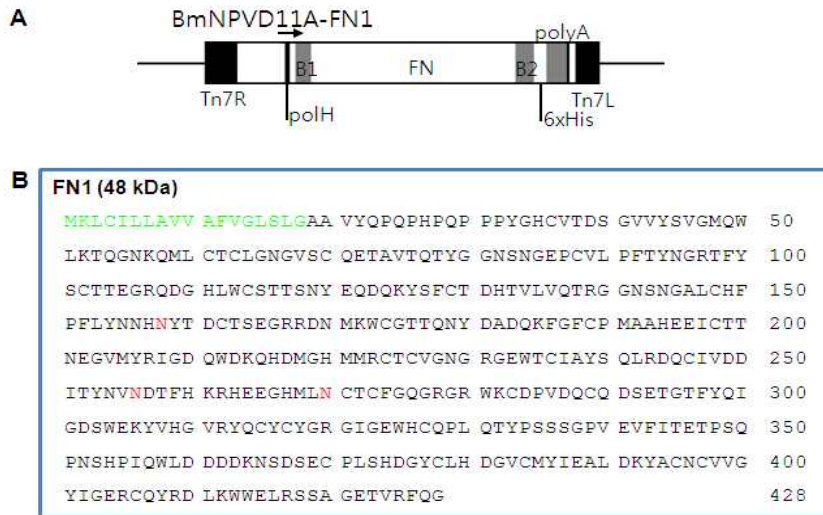 A
BmNPVD11A-FN1
polyA
B1 FN B2
Tn7R Tn7L
polH 6xHis
B
FN1 (48 kDa)
MKLCILLAVV AFVGLSLGAA VYQPQPHPQP PPYGHCVTDS GVVYSVGMQW 50
LKTQGNKQML CTCLGNGVSC QETAVTQTYG GNSNGEPCVL PFTYNGRTFY 100
SCTTEGRQDG HLWCSTTSNY EQDQKYSFCT DHTVLVQTRG GNSNGALCHF 150
PFLYNNHNYT DCTSEGRRDN MKWCGTTQNY DADQKFGFCP MAAHEEICTT 200
NEGVMYRIGD QWDKQHDMGH MMRCTCVGNG RGEWTCIAYS QLRDQCIVDD 250
ITYNVNDTFH KRHEEGHMLN CTCFGQGRGR WKCDPVDQCQ DSETGTFYQI 300
GDSWEKYVHG VRYQCYCYGR GIGEWHCQPL QTYPSSSGPV EVFITETPSQ 350
PNSHPIQWLD DDDDKNSDSEC PLSHDGYCLH DGVCMYIEAL DKYACNCVVG 400
YIGERCQYRD LKWWELRSSA GETVRFQG 428